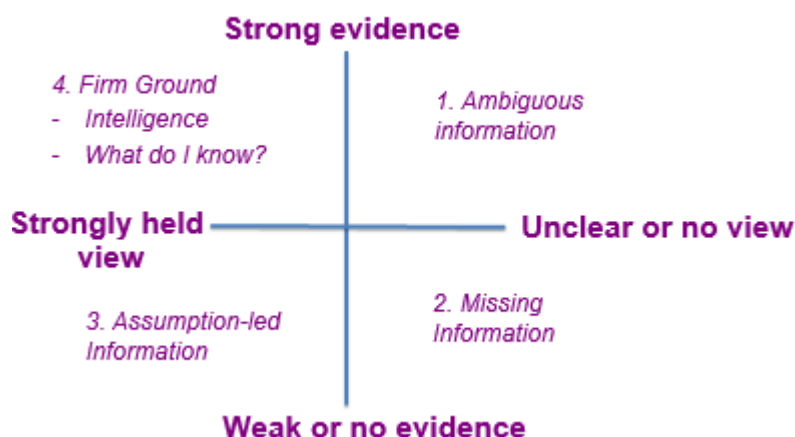 Strong evidence
4. Firm Ground
- Intelligence
- What do I know?
1. Ambiguous
information
Strongly held
view
Unclear or no view
3. Assumption-led
Information
2. Missing
Information
Weak or no evidence